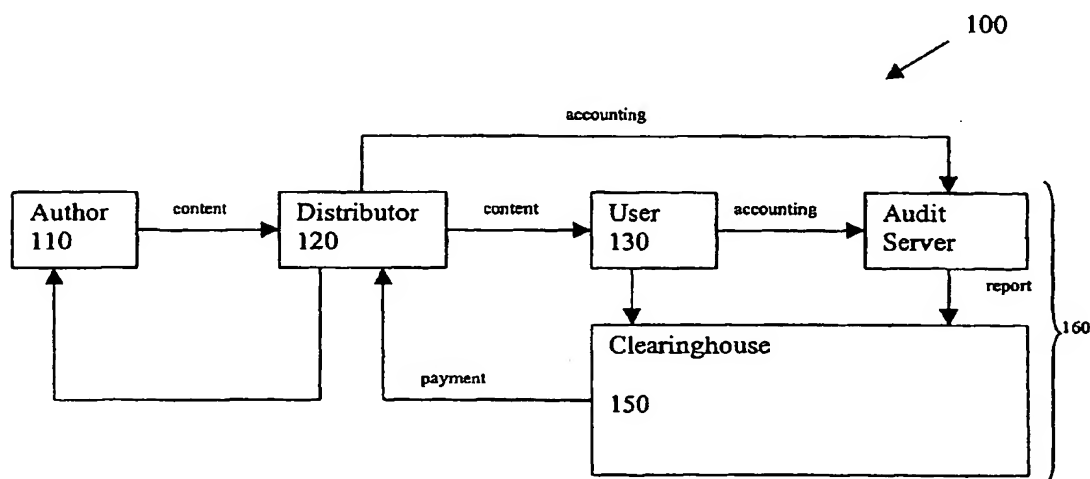 100
accounting
Author
110
content
Distributor
120
content
User
130
accounting
Audit
Server
report
160
Clearinghouse
150
payment